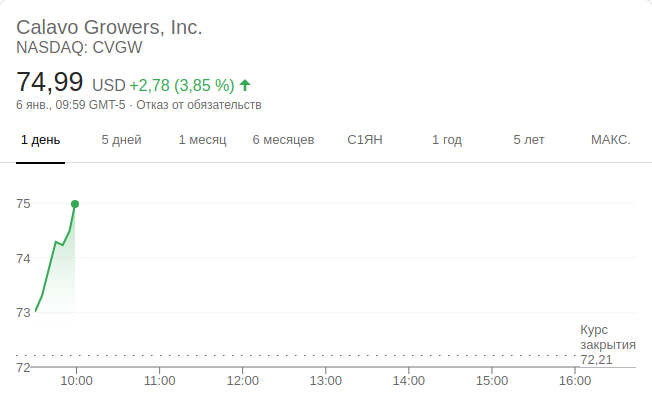 Calavo Growers, Inc.
NASDAQ: CVGW
74,99 USD +2,78 (3,85 %)
6 янв., 09:59 GMT-5 · Отказ от обязательств
1 день 5 дней 1 месяц 6 месяцев С1ЯН 1 год 5 лет МАКС.
75
74
73
Курс
закрытия
72,21
72
10:00 11:00 12:00 13:00 14:00 15:00 16:00